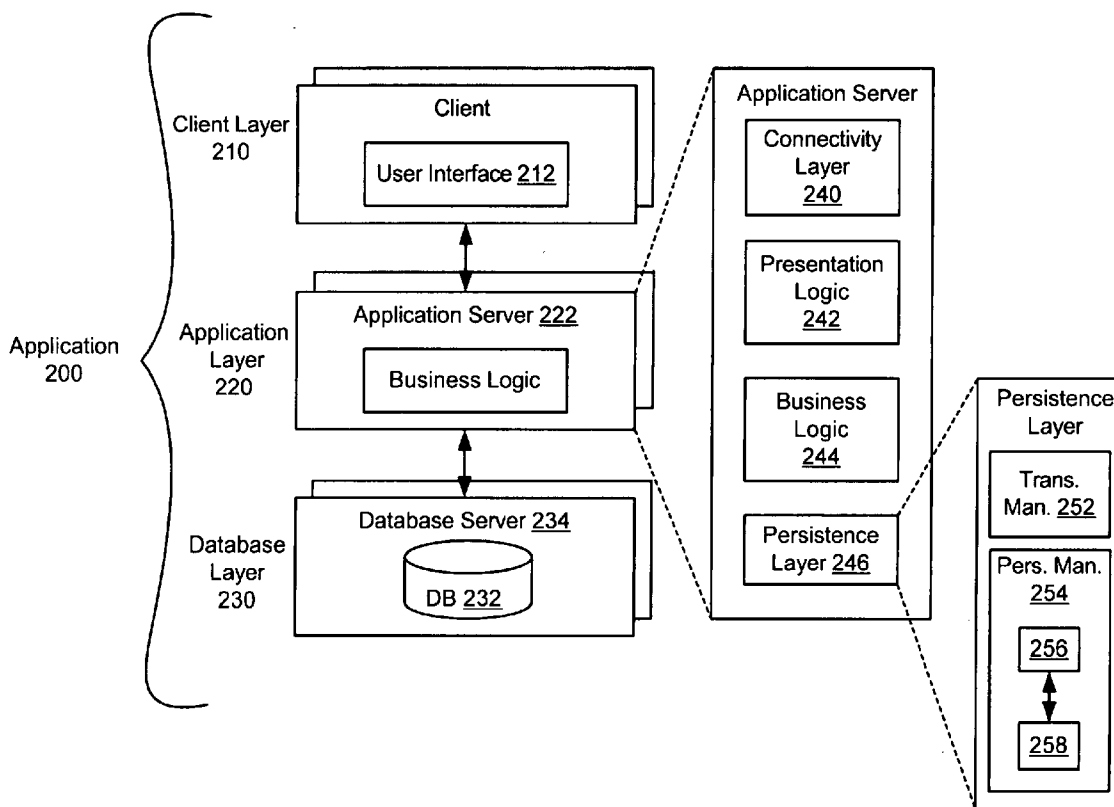 Application
200
Client Layer
210
Client
User Interface 212
Application
Layer
220
Application Server 222
Business Logic
Database
Layer
230
Database Server 234
DB 232
Application Server
Connectivity
Layer
240
Presentation
Logic
242
Business
Logic
244
Persistence
Layer 246
Persistence
Layer
Trans.
Man. 252
Pers. Man.
254
256
258